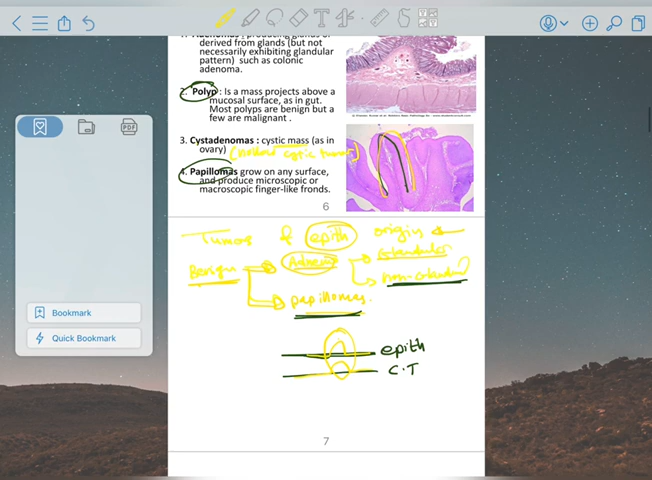 derived from glands (but not
necessarily exhibiting glandular
pattern) such as colonic
adenoma.
2. Polyp : Is a mass projects above a
mucosal surface, as in gut.
Most polyps are benign but a
few are malignant .
3. Cystadenomas : cystic mass (as in
ovary) (hollow cystic tumor)
4. Papillomas grow on any surface,
and produce microscopic or
macroscopic finger-like fronds.
6
Tumors of epith origin
Benign Adenoma glandular
non-glandular
papillomas.
epith
C.T
7
PDF
Bookmark
Quick Bookmark